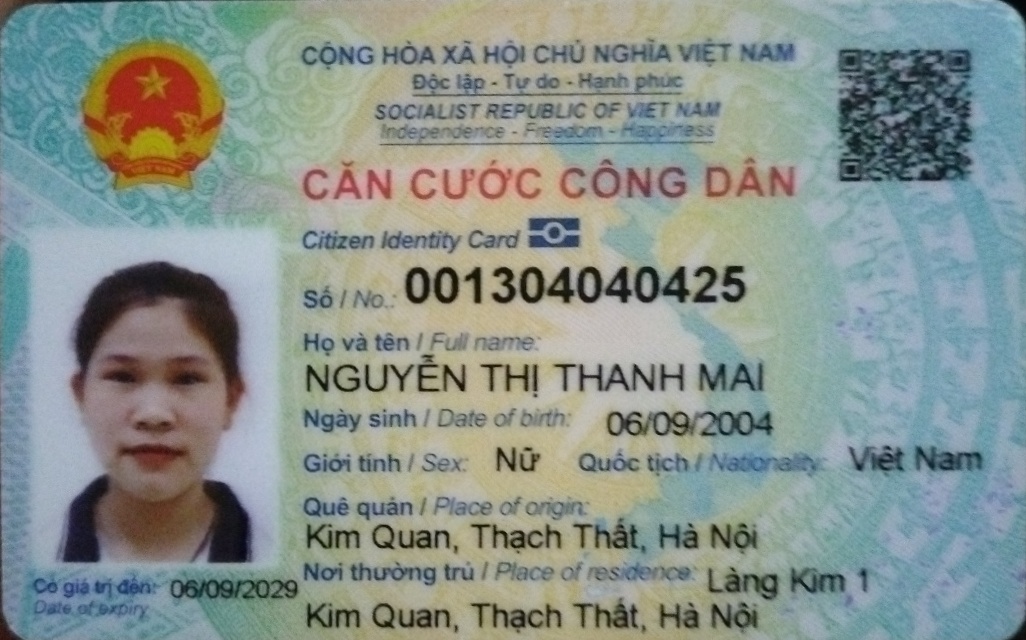 CỘNG HÒA XÃ HỘI CHỦ NGHĨA VIỆT NAM
Độc lập - Tự do - Hạnh phúc
SOCIALIST REPUBLIC OF VIET NAM
Independence - Freedom - Happiness
CĂN CƯỚC CÔNG DÂN
Citizen Identity Card
Số / No.: 001304040425
Họ và tên / Full name:
NGUYỄN THỊ THANH MAI
Ngày sinh / Date of birth: 06/09/2004
Giới tính / Sex: Nữ Quốc tịch / Nationality: Việt Nam
Quê quán / Place of origin:
Kim Quan, Thạch Thất, Hà Nội
Nơi thường trú / Place of residence: Làng Kim 1
Kim Quan, Thạch Thất, Hà Nội
Có giá trị đến: 06/09/2029
Date of expiry